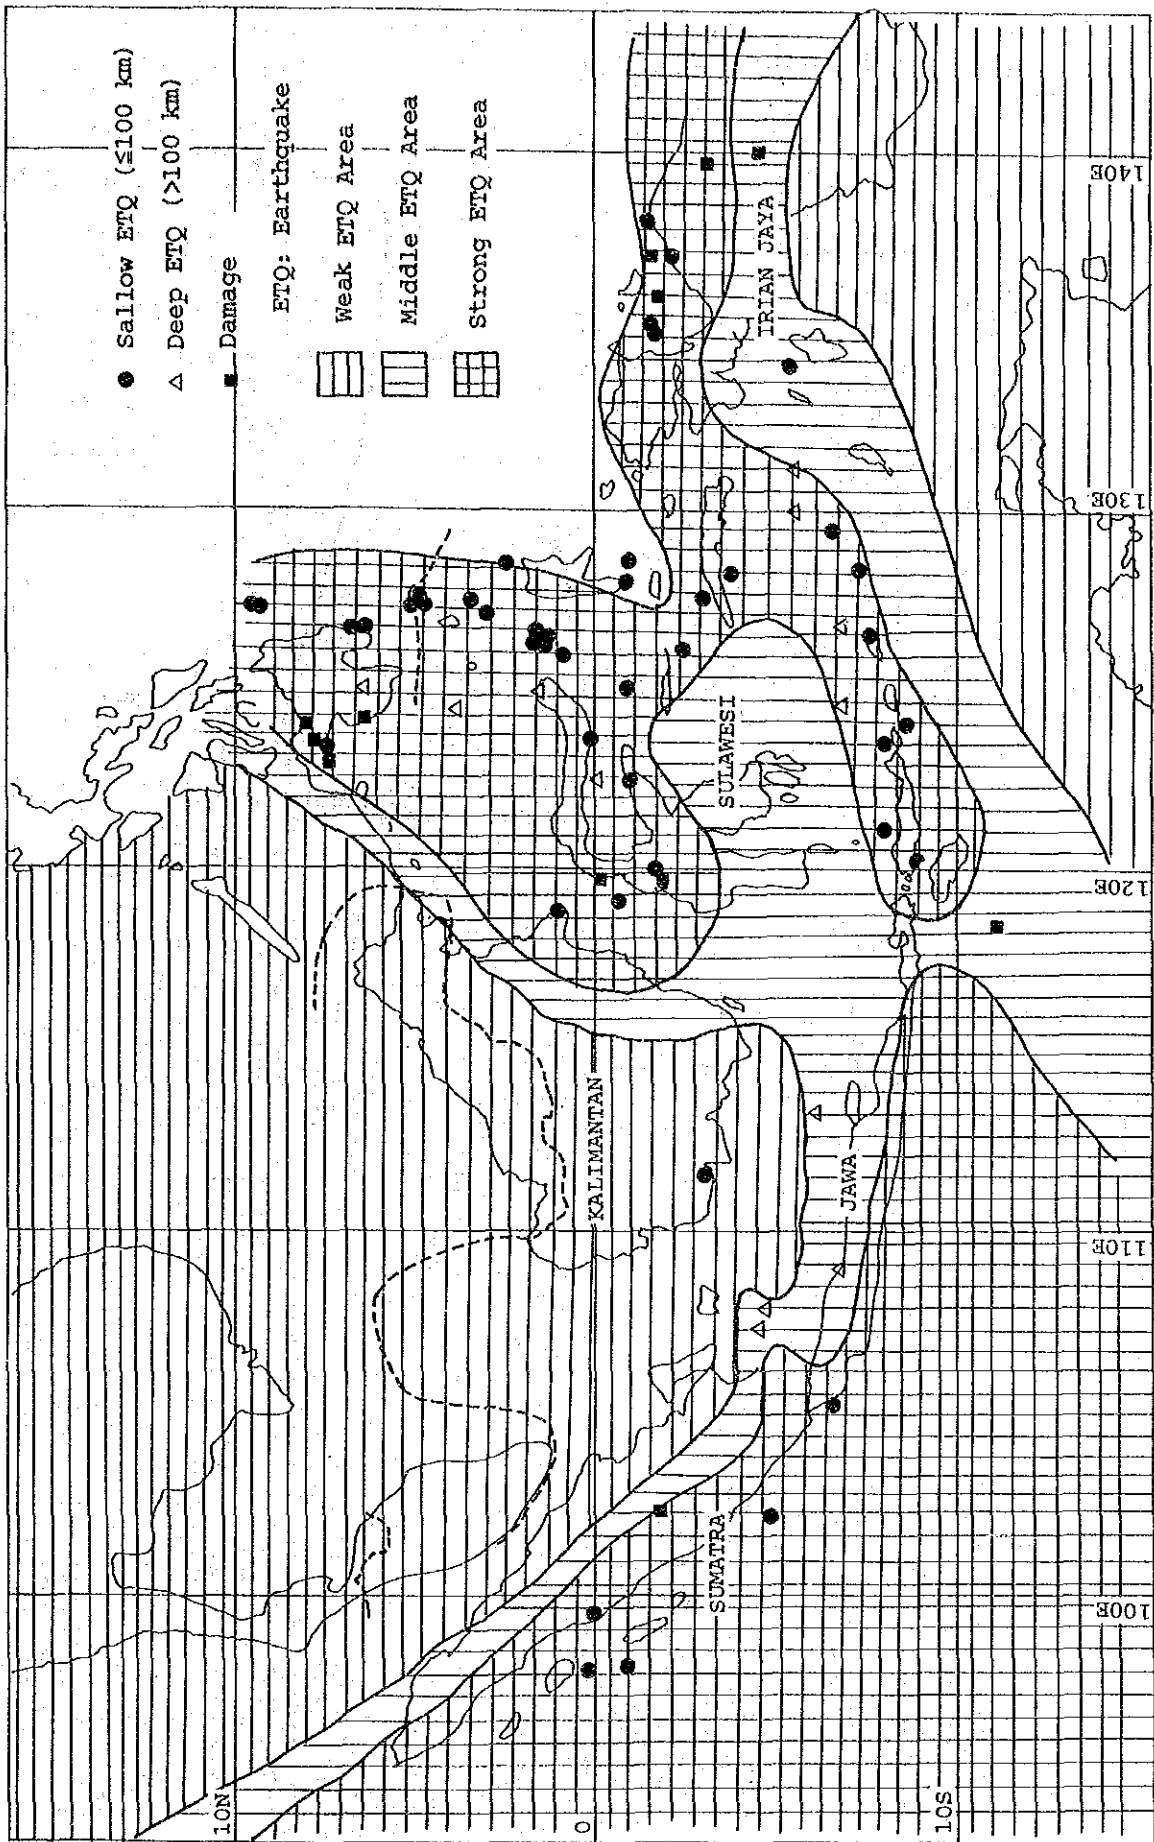 ● Sallow ETQ (≤100 km)
△ Deep ETQ (>100 km)
■ Damage
ETQ: Earthquake
Weak ETQ Area
Middle ETQ Area
Strong ETQ Area
10N
0
10S
100E
110E
120E
130E
140E
SUMATRA
JAWA
KALIMANTAN
SULAWESI
IRIAN JAYA